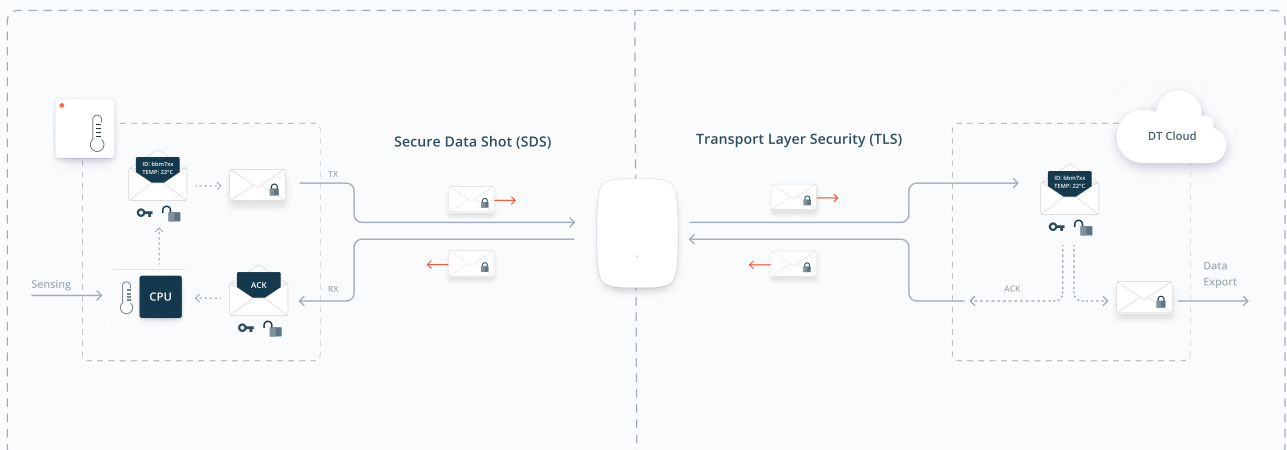 Secure Data Shot (SDS)
Transport Layer Security (TLS)
DT Cloud
ID: bbm7xx
TEMP: 22°C
TX
ID: bbm7xx
TEMP: 22°C
Sensing
CPU
ACK
RX
ACK
Data
Export